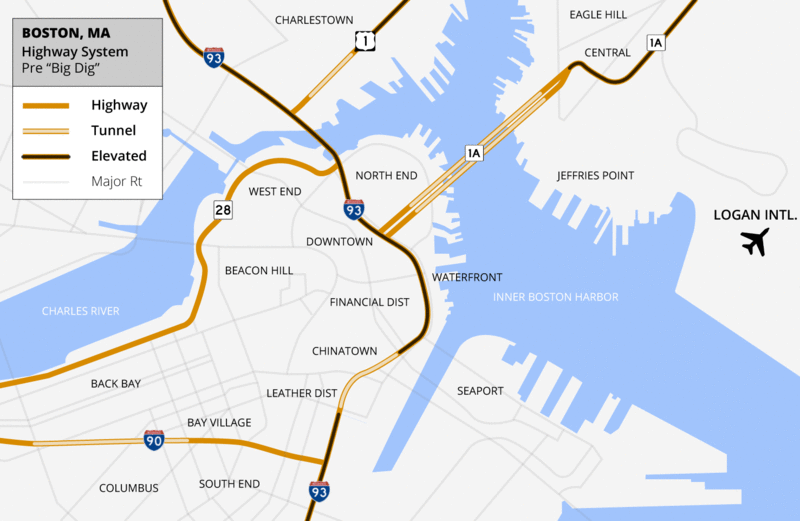 BOSTON, MA
Highway System
Pre “Big Dig”
Highway
Tunnel
Elevated
Major Rt
CHARLESTOWN
EAGLE HILL
1
1A
CENTRAL
93
1A
NORTH END
JEFFRIES POINT
WEST END
28
93
LOGAN INTL.
DOWNTOWN
BEACON HILL
WATERFRONT
FINANCIAL DIST
INNER BOSTON HARBOR
CHARLES RIVER
CHINATOWN
BACK BAY
LEATHER DIST
SEAPORT
BAY VILLAGE
90
SOUTH END
COLUMBUS
93